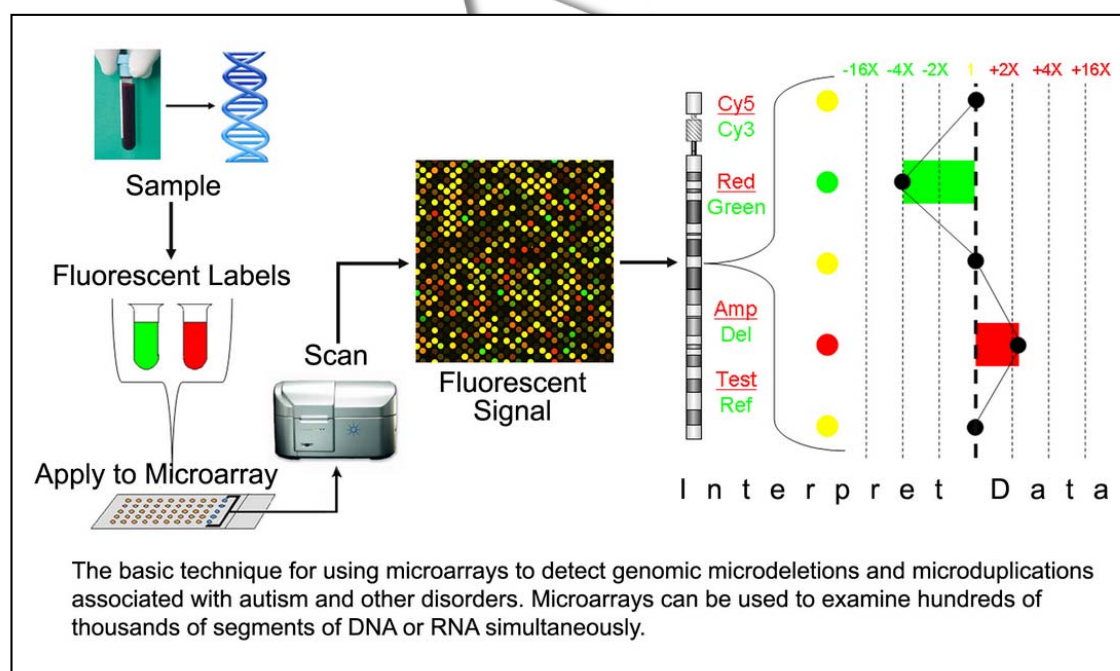 Sample
Fluorescent Labels
Apply to Microarray
Scan
Fluorescent
Signal
Cy5
Cy3
Red
Green
Amp
Del
Test
Ref
-16X -4X -2X 1 +2X +4X +16X
Interpret Data
The basic technique for using microarrays to detect genomic microdeletions and microduplications
associated with autism and other disorders. Microarrays can be used to examine hundreds of
thousands of segments of DNA or RNA simultaneously.